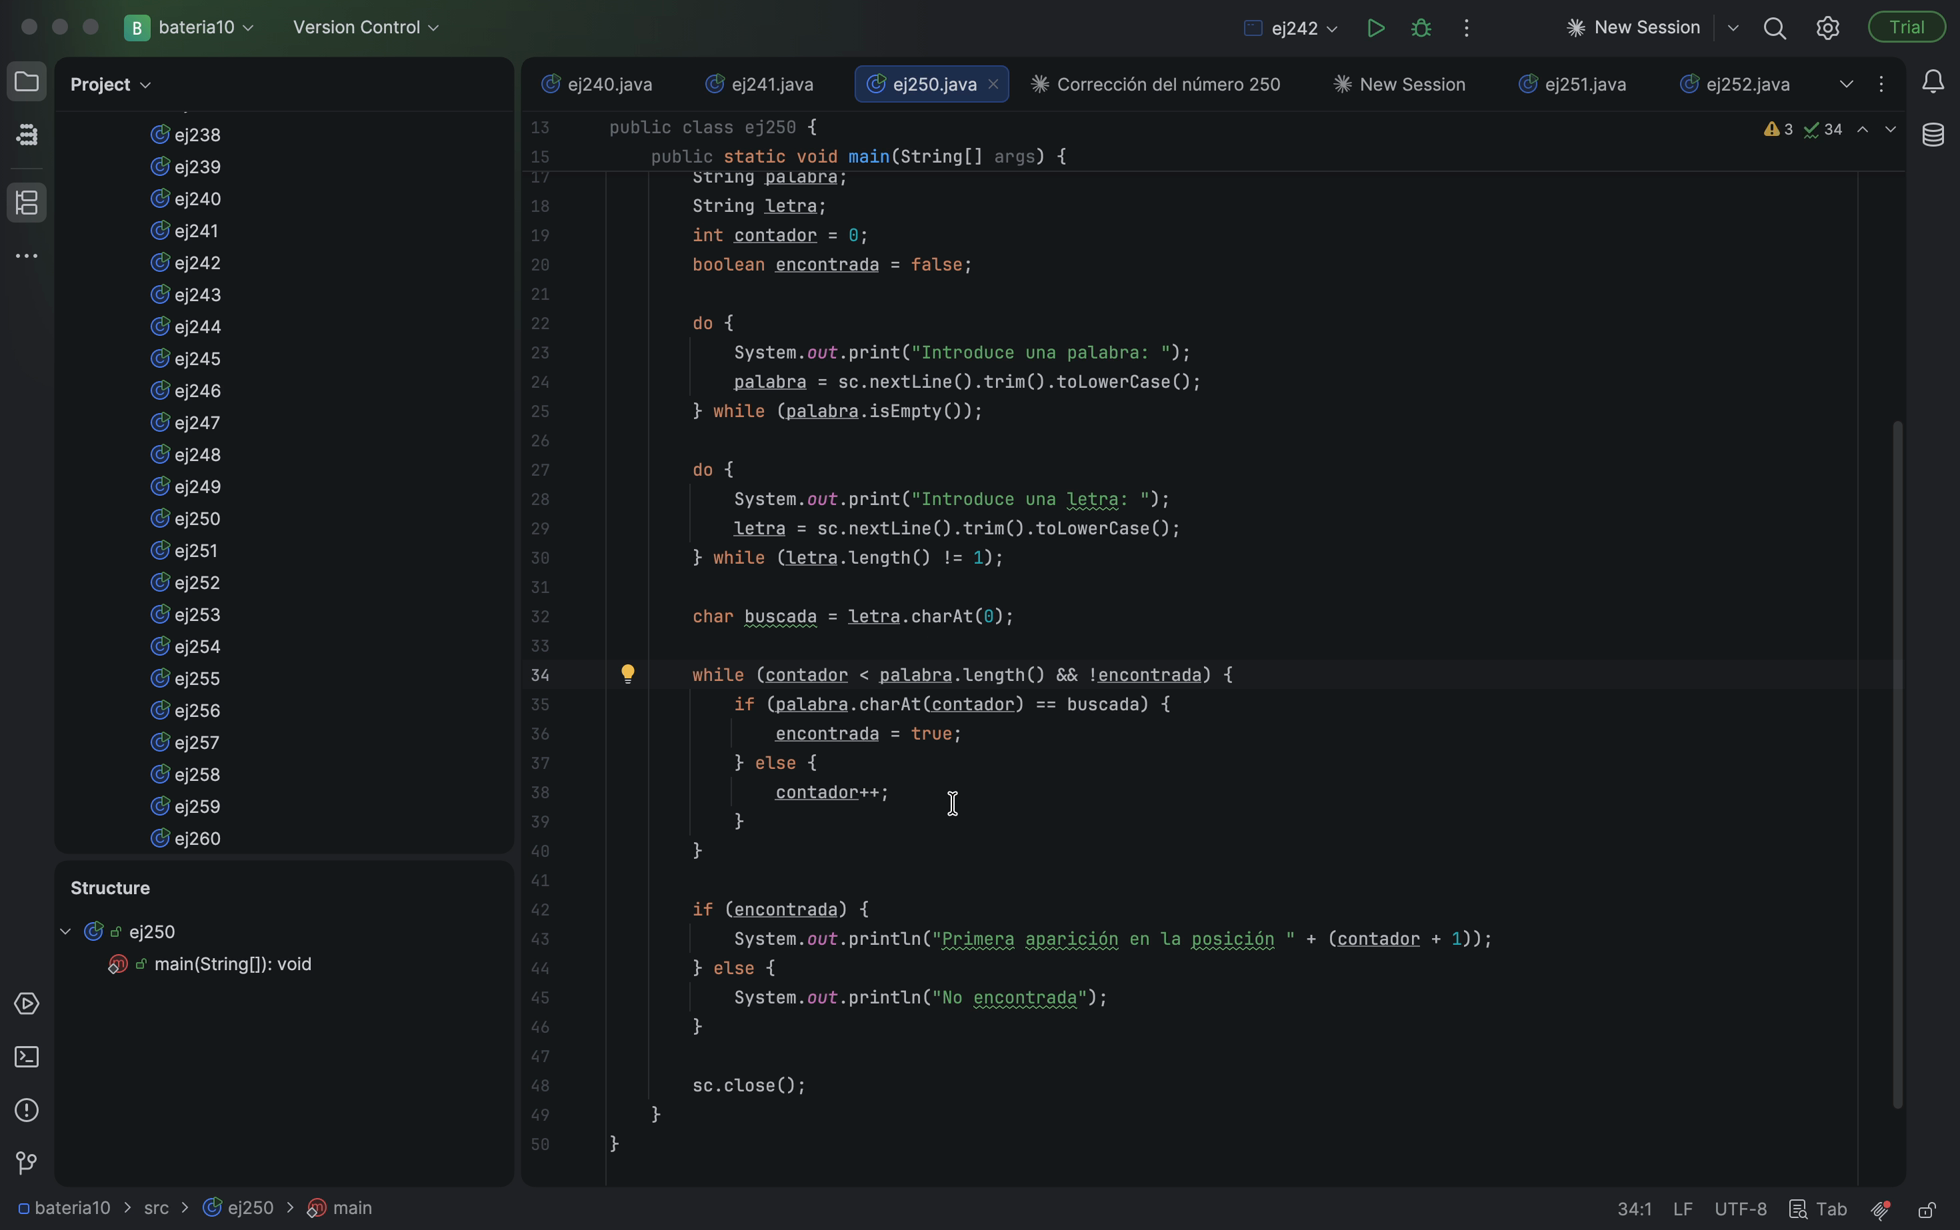 B bateria10 Version Control ej242 New Session Trial
Project
ej238
ej239
ej240
ej241
ej242
ej243
ej244
ej245
ej246
ej247
ej248
ej249
ej250
ej251
ej252
ej253
ej254
ej255
ej256
ej257
ej258
ej259
ej260
Structure
ej250
main(String[]): void
ej240.java ej241.java ej250.java Corrección del número 250 New Session ej251.java ej252.java
3 34
13 public class ej250 {
15 public static void main(String[] args) {
17 String palabra;
18 String letra;
19 int contador = 0;
20 boolean encontrada = false;
21
22 do {
23 System.out.print("Introduce una palabra: ");
24 palabra = sc.nextLine().trim().toLowerCase();
25 } while (palabra.isEmpty());
26
27 do {
28 System.out.print("Introduce una letra: ");
29 letra = sc.nextLine().trim().toLowerCase();
30 } while (letra.length() != 1);
31
32 char buscada = letra.charAt(0);
33
34 while (contador < palabra.length() && !encontrada) {
35 if (palabra.charAt(contador) == buscada) {
36 encontrada = true;
37 } else {
38 contador++;
39 }
40 }
41
42 if (encontrada) {
43 System.out.println("Primera aparición en la posición " + (contador + 1));
44 } else {
45 System.out.println("No encontrada");
46 }
47
48 sc.close();
49 }
50 }
bateria10 > src > ej250 > main 34:1 LF UTF-8 Tab